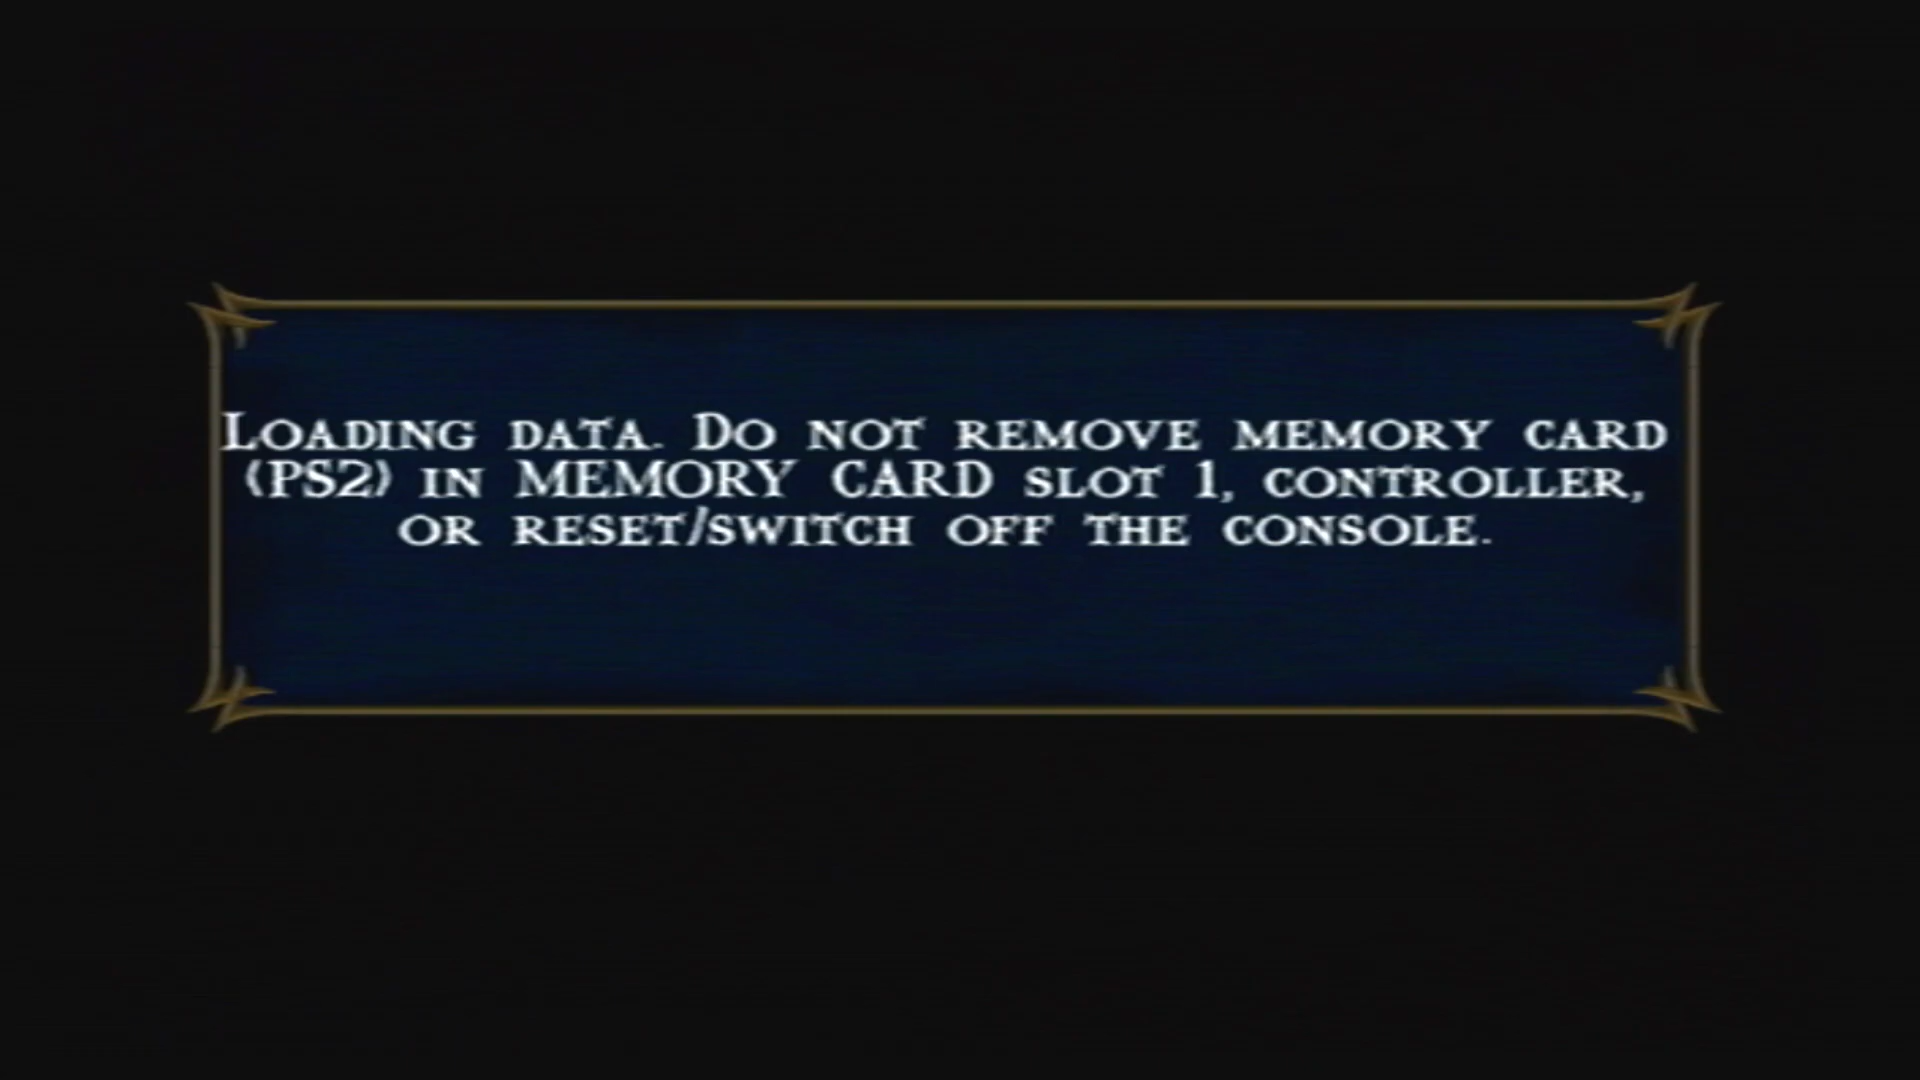 Loading data. Do not remove memory card
(PS2) in MEMORY CARD slot 1, controller,
or reset/switch off the console.